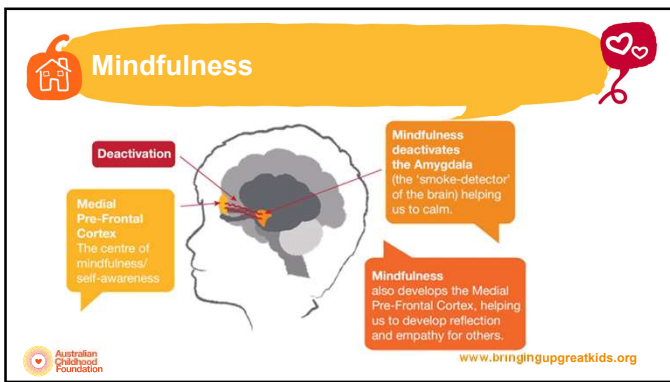 Mindfulness
Deactivation
Medial
Pre-Frontal
Cortex
The centre of
mindfulness/
self-awareness
Mindfulness
deactivates
the Amygdala
(the 'smoke-detector'
of the brain) helping
us to calm.
Mindfulness
also develops the Medial
Pre-Frontal Cortex, helping
us to develop reflection
and empathy for others.
Australian
Childhood
Foundation
www.bringingupgreatkids.org